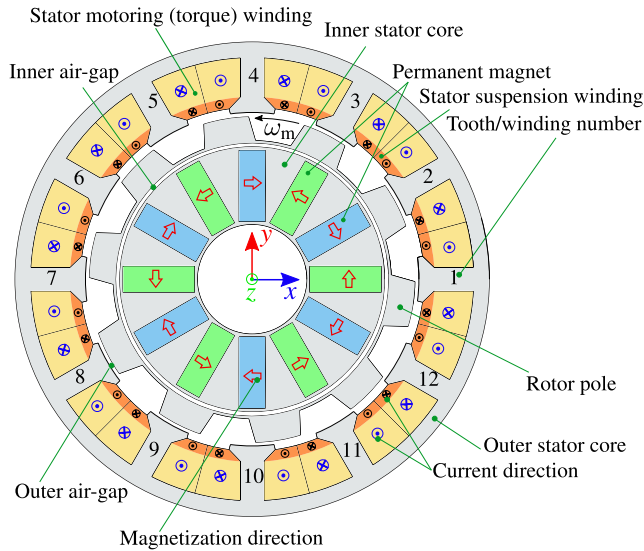 Stator motoring (torque) winding
Inner stator core
Inner air-gap
Permanent magnet
Stator suspension winding
Tooth/winding number
4
5
3
ωm
6
2
y
7
1
z
x
8
12
Rotor pole
9
11
10
Outer stator core
Current direction
Outer air-gap
Magnetization direction